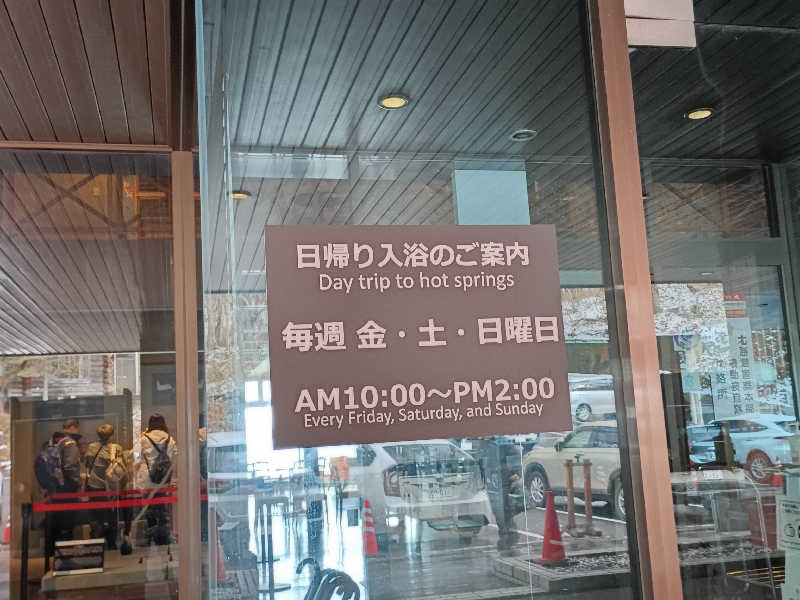 日帰り入浴のご案内
Day trip to hot springs
毎週 金・土・日曜日
AM10:00〜PM2:00
Every Friday, Saturday, and Sunday